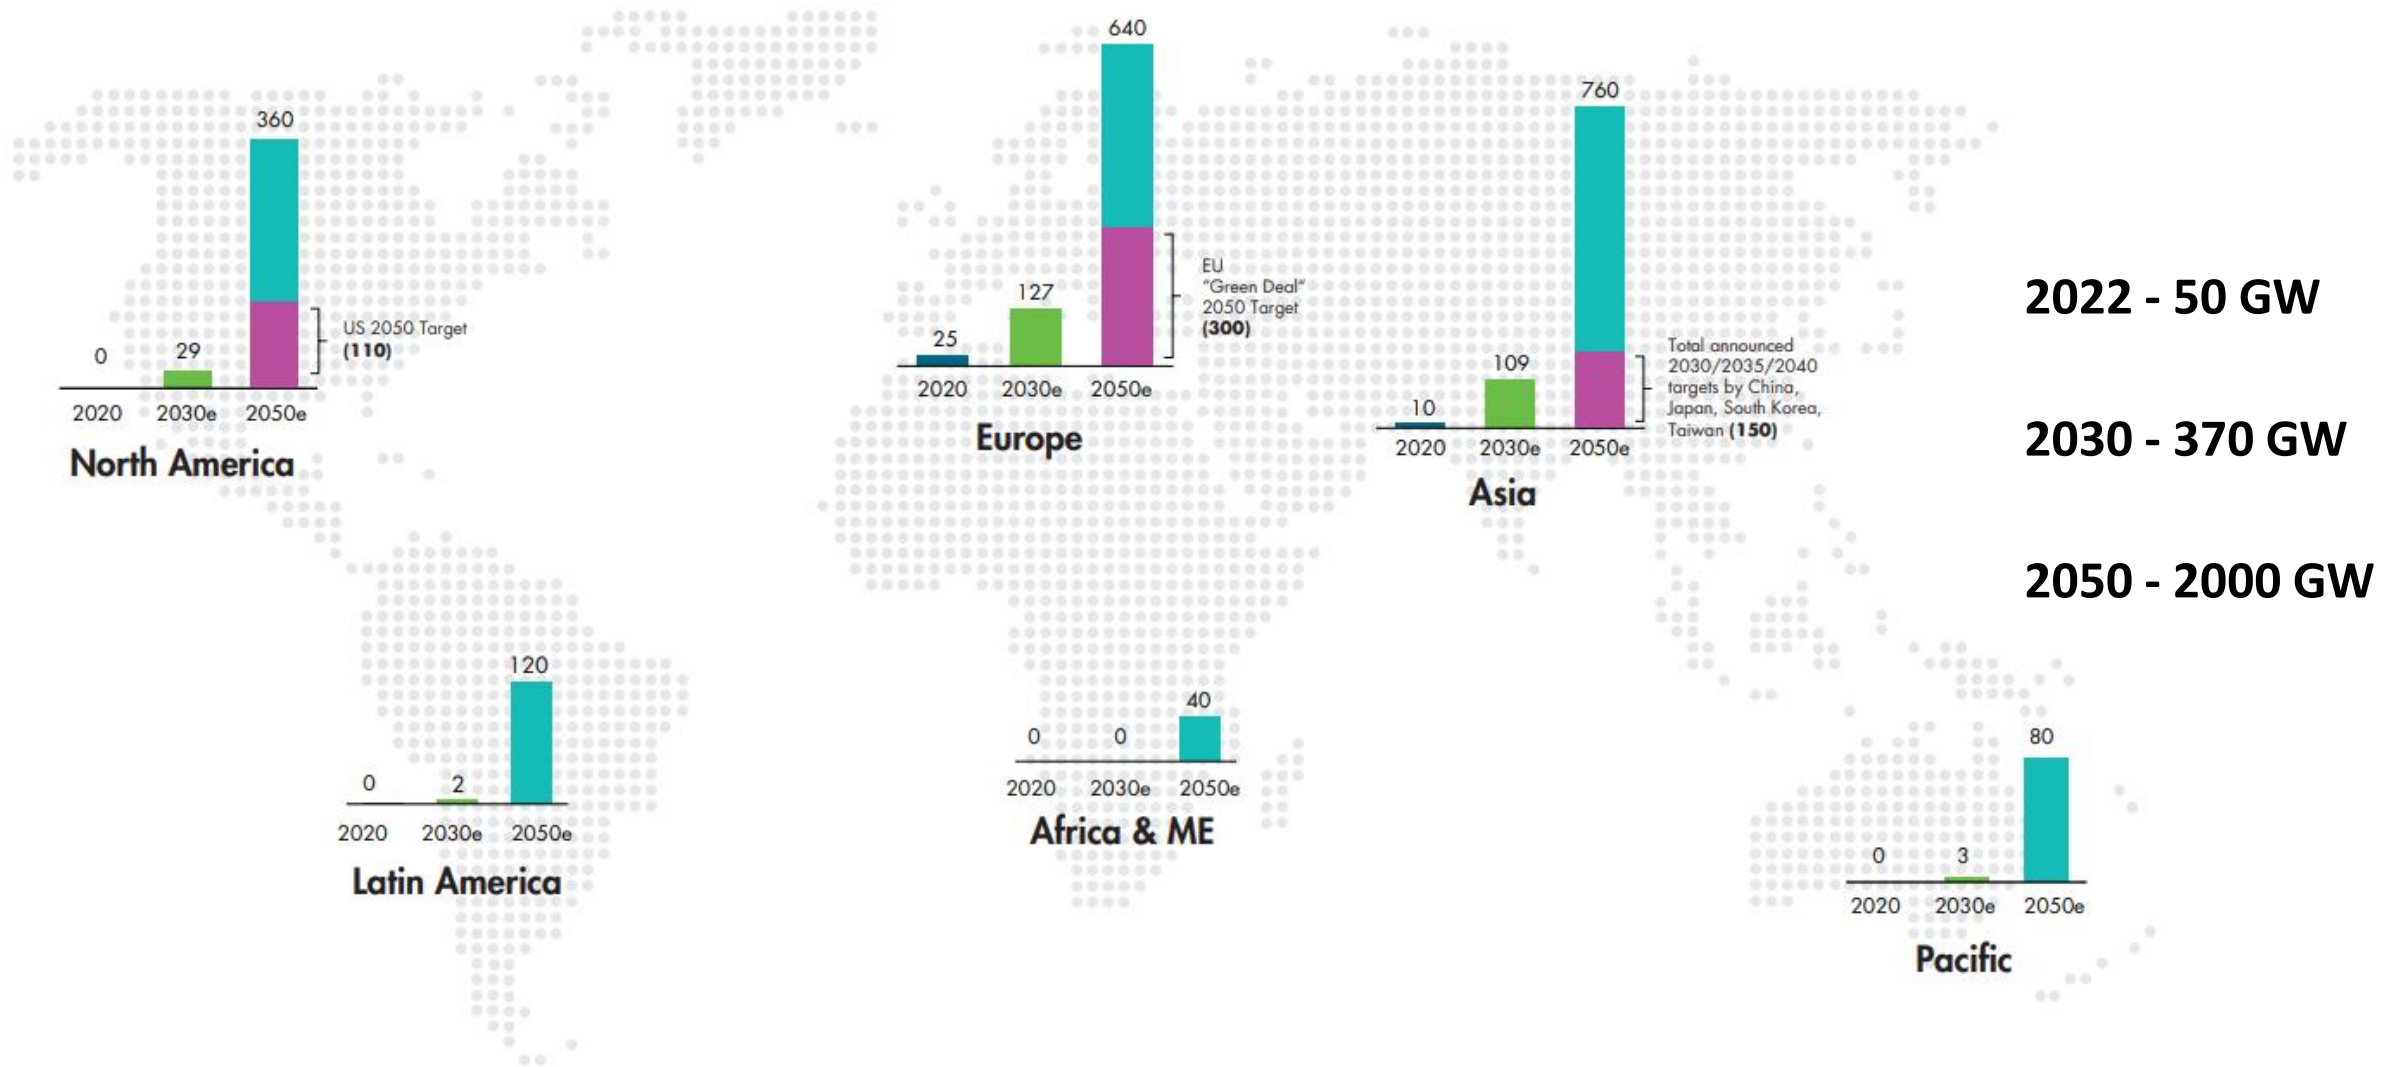 360
0
29
US 2050 Target
(110)
2020 2030e 2050e
North America
640
127
25
EU
"Green Deal"
2050 Target
(300)
2020 2030e 2050e
Europe
760
109
10
Total announced
2030/2035/2040
targets by China,
Japan, South Korea,
Taiwan (150)
2020 2030e 2050e
Asia
2022 - 50 GW
2030 - 370 GW
2050 - 2000 GW
120
0
2
2020 2030e 2050e
Latin America
40
0
0
2020 2030e 2050e
Africa & ME
80
0
3
2020 2030e 2050e
Pacific